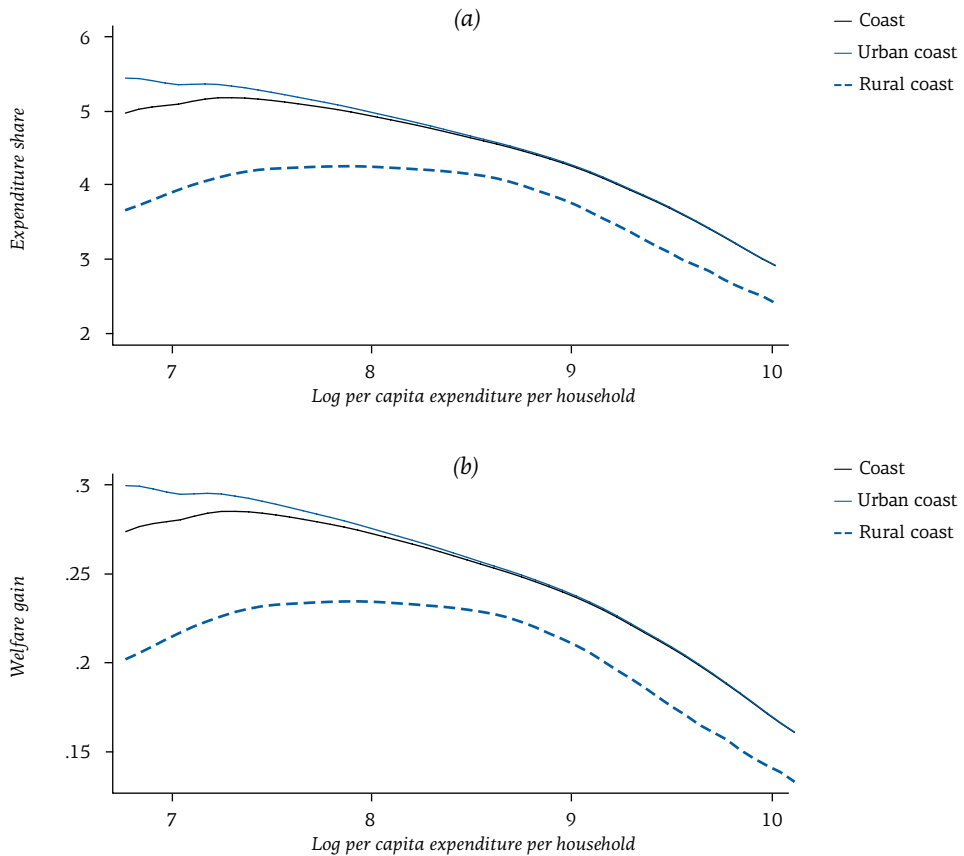 (a)
Coast
Urban coast
Rural coast
Expenditure share
6
5
4
3
2
7 8 9 10
Log per capita expenditure per household
(b)
Coast
Urban coast
Rural coast
Welfare gain
.3
.25
.2
.15
7 8 9 10
Log per capita expenditure per household